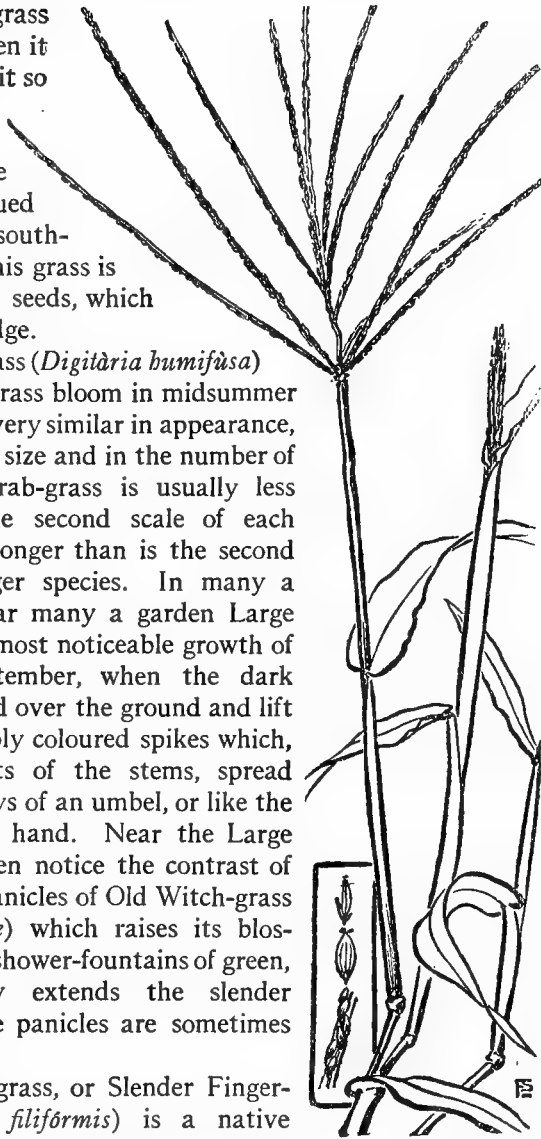 grass
en it
it so
e
ued
south-
his grass is
seeds, which
dge.
ass (Digitària humifùsa)
grass bloom in midsummer
very similar in appearance,
size and in the number of
rab-grass is usually less
e second scale of each
onger than is the second
ger species. In many a
ar many a garden Large
most noticeable growth of
tember, when the dark
d over the ground and lift
ly coloured spikes which,
ts of the stems, spread
ys of an umbel, or like the
hand. Near the Large
en notice the contrast of
anicles of Old Witch-grass
e) which raises its blos-
shower-fountains of green,
y extends the slender
e panicles are sometimes
grass, or Slender Finger-
filifórmis) is a native